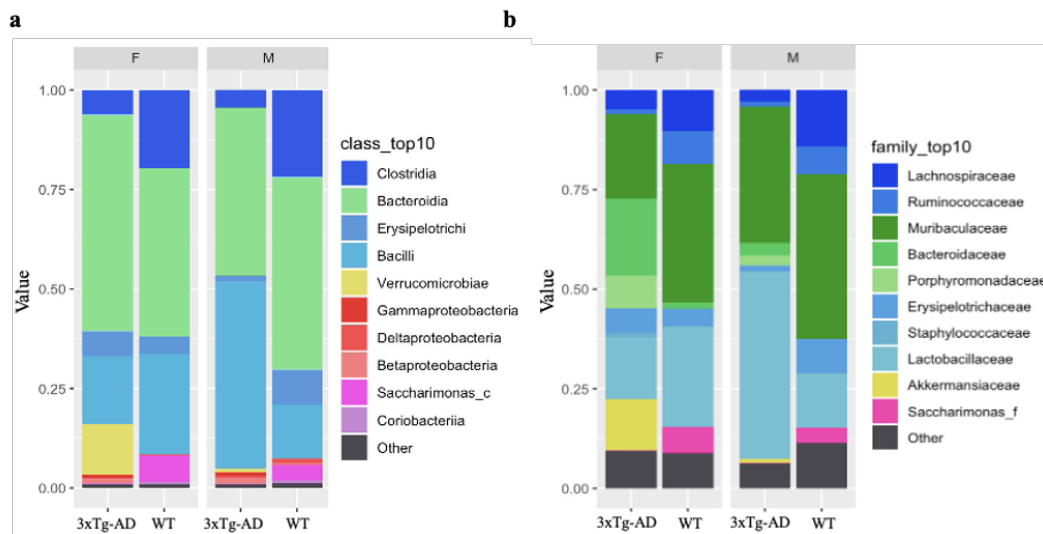 a
b
F
M
1.00
0.75
0.50
0.25
0.00
Value
3xTg-AD
WT
3xTg-AD
WT
class_top10
Clostridia
Bacteroidia
Erysipelotrichi
Bacilli
Verrucomicrobiae
Gammaproteobacteria
Deltaproteobacteria
Betaproteobacteria
Saccharimonas_c
Coriobacteriia
Other
F
M
1.00
0.75
0.50
0.25
0.00
Value
3xTg-AD
WT
3xTg-AD
WT
family_top10
Lachnospiraceae
Ruminococcaceae
Muribaculaceae
Bacteroidaceae
Porphyromonadaceae
Erysipelotrichaceae
Staphylococcaceae
Lactobacillaceae
Akkermansiaceae
Saccharimonas_f
Other